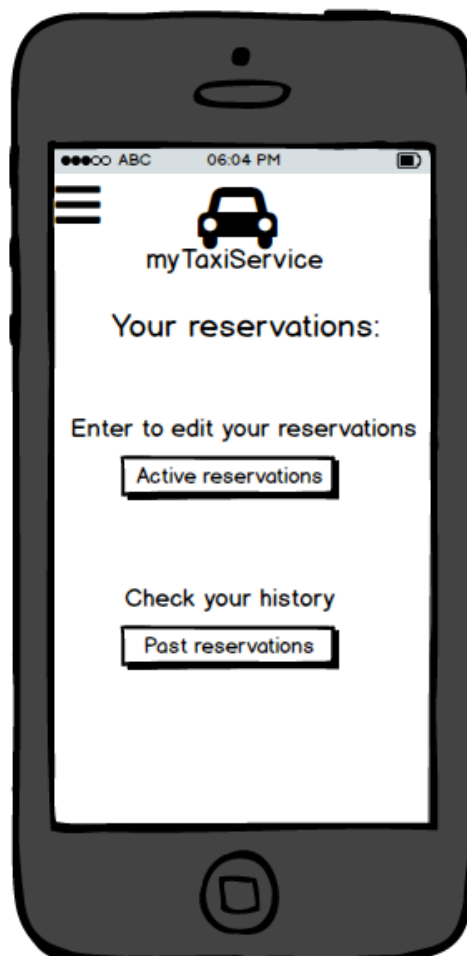 ABC 06:04 PM
myTaxiService
Your reservations:
Enter to edit your reservations
Active reservations
Check your history
Past reservations